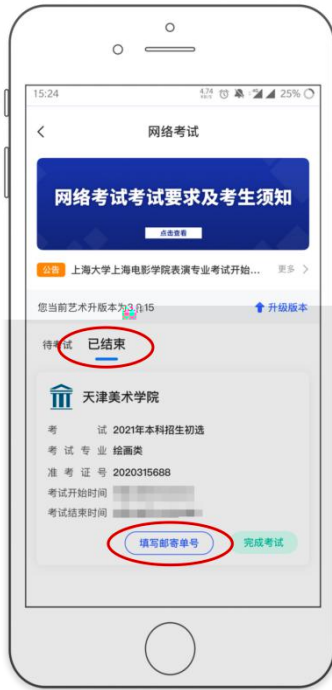 15:24 4.74 KB/S 25%
网络考试
网络考试考试要求及考生须知
点击查看
公告 上海大学上海电影学院表演专业考试开始... 更多 >
您当前艺术升版本为3.8.15 升级版本
待考试 已结束
天津美术学院
考 试 2021年本科招生初选
考 试 专 业 绘画类
准 考 证 号 2020315688
考试开始时间
考试结束时间
填写邮寄单号 完成考试